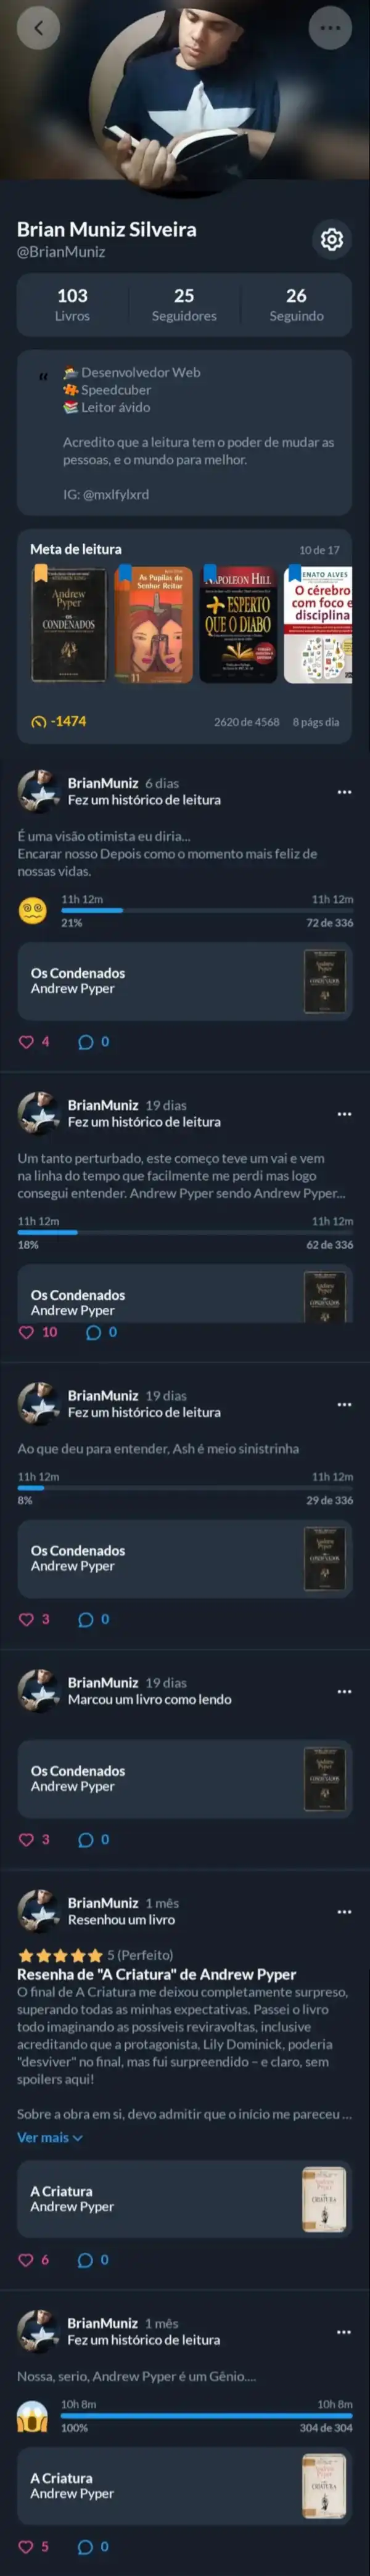 Brian Muniz Silveira
@BrianMuniz
103
25
26
Livros
Seguidores
Seguindo
“
Desenvolvedor Web
Speedcuber
Leitor ávido
Acredito que a leitura tem o poder de mudar as
pessoas, e o mundo para melhor.
IG: @mxlfylxrd
Meta de leitura
10 de 17
Andrew
Pyper
OS
CONDENADOS
As Pupilas do
Senhor Reitor
11
NAPOLEON HILL
+ ESPERTO
QUE O DIABO
RENATO ALVES
O cérebro
com foco e
disciplina
-1474
2620 de 4568
8 págs dia
BrianMuniz 6 dias
Fez um histórico de leitura
É uma visão otimista eu diria...
Encarar nosso Depois como o momento mais feliz de
nossas vidas.
11h 12m
11h 12m
21%
72 de 336
Os Condenados
Andrew Pyper
4
0
BrianMuniz 19 dias
Fez um histórico de leitura
Um tanto perturbado, este começo teve um vai e vem
na linha do tempo que facilmente me perdi mas logo
consegui entender. Andrew Pyper sendo Andrew Pyper...
11h 12m
11h 12m
18%
62 de 336
Os Condenados
Andrew Pyper
10
0
BrianMuniz 19 dias
Fez um histórico de leitura
Ao que deu para entender, Ash é meio sinistrinha
11h 12m
11h 12m
8%
29 de 336
Os Condenados
Andrew Pyper
3
0
BrianMuniz 19 dias
Marcou um livro como lendo
Os Condenados
Andrew Pyper
3
0
BrianMuniz 1 mês
Resenhou um livro
5 (Perfeito)
Resenha de "A Criatura" de Andrew Pyper
O final de A Criatura me deixou completamente surpreso,
superando todas as minhas expectativas. Passei o livro
todo imaginando as possíveis reviravoltas, inclusive
acreditando que a protagonista, Lily Dominick, poderia
"desviver" no final, mas fui surpreendido – e claro, sem
spoilers aqui!
Sobre a obra em si, devo admitir que o início me pareceu ...
Ver mais
A Criatura
Andrew Pyper
6
0
BrianMuniz 1 mês
Fez um histórico de leitura
Nossa, serio, Andrew Pyper é um Gênio....
10h 8m
10h 8m
100%
304 de 304
A Criatura
Andrew Pyper
5
0